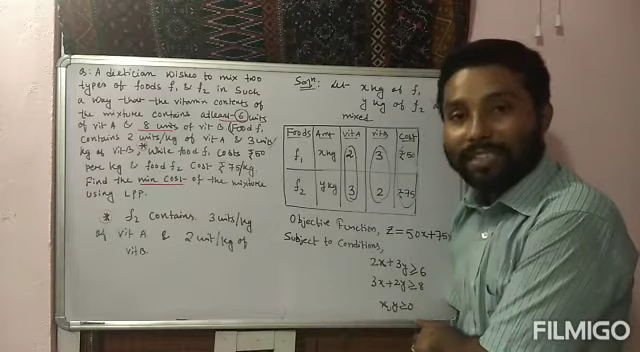 Q: A dietician wishes to mix two
types of foods f₁ & f₂ in such
a way that the vitamin contents of
the mixture contains atleast 6 units
of vit A & 8 units of vit B. Food f₁
contains 2 units/kg of vit A & 3 unit/
kg of vit B.* While food f₁ costs ₹50
per kg & food f₂ cost ₹75/kg
Find the min cost of the mixture
using LPP.
* f₂ contains 3 units/kg
of vit A & 2 unit/kg of
vit B.
Solⁿ: Let x kg of f₁
y kg of f₂
mixed
Foods Amt vit A vit B Cost
f₁ x kg 2 3 ₹50
f₂ y kg 3 2 ₹75
Objective Function, Z = 50x+75y
Subject to Conditions,
2x+3y≥6
3x+2y≥8
x,y≥0
FILMIGO